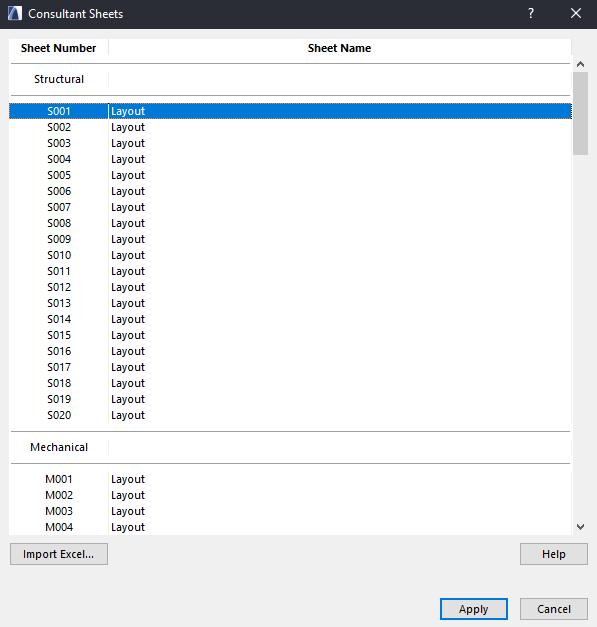 Consultant Sheets ? ×
Sheet Number Sheet Name
Structural
S001 Layout
S002 Layout
S003 Layout
S004 Layout
S005 Layout
S006 Layout
S007 Layout
S008 Layout
S009 Layout
S010 Layout
S011 Layout
S012 Layout
S013 Layout
S014 Layout
S015 Layout
S016 Layout
S017 Layout
S018 Layout
S019 Layout
S020 Layout
Mechanical
M001 Layout
M002 Layout
M003 Layout
M004 Layout
Import Excel... Help
Apply Cancel